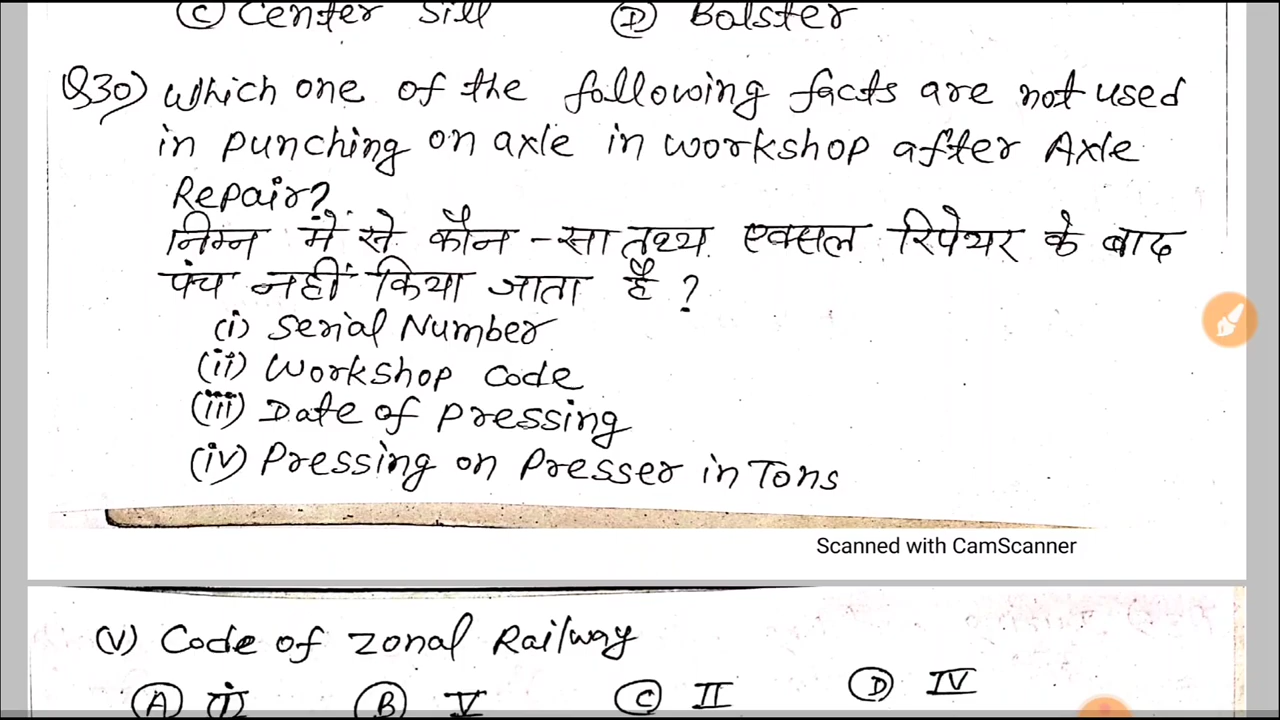 (C) Center Sill (D) Bolster
Q30) Which one of the following facts are not used
in punching on axle in workshop after Axle
Repair?
निम्न में से कौन-सा तथ्य एक्सल रिपेयर के बाद
पंच नहीं किया जाता है ?
(i) Serial Number
(ii) Workshop Code
(iii) Date of pressing
(iv) Pressing on Presser in Tons
Scanned with CamScanner
(V) Code of Zonal Railway
(A) (i) (B) V (C) II (D) IV